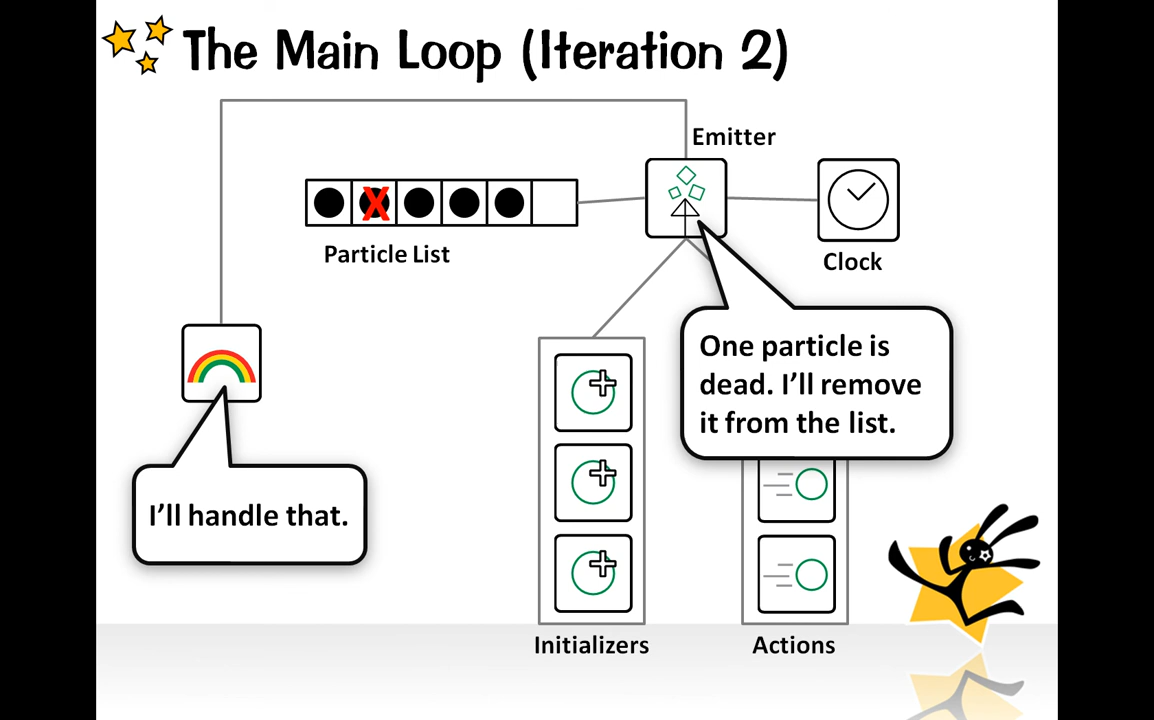 The Main Loop (Iteration 2)
Emitter
Particle List
Clock
One particle is
dead. I’ll remove
it from the list.
I’ll handle that.
Initializers
Actions